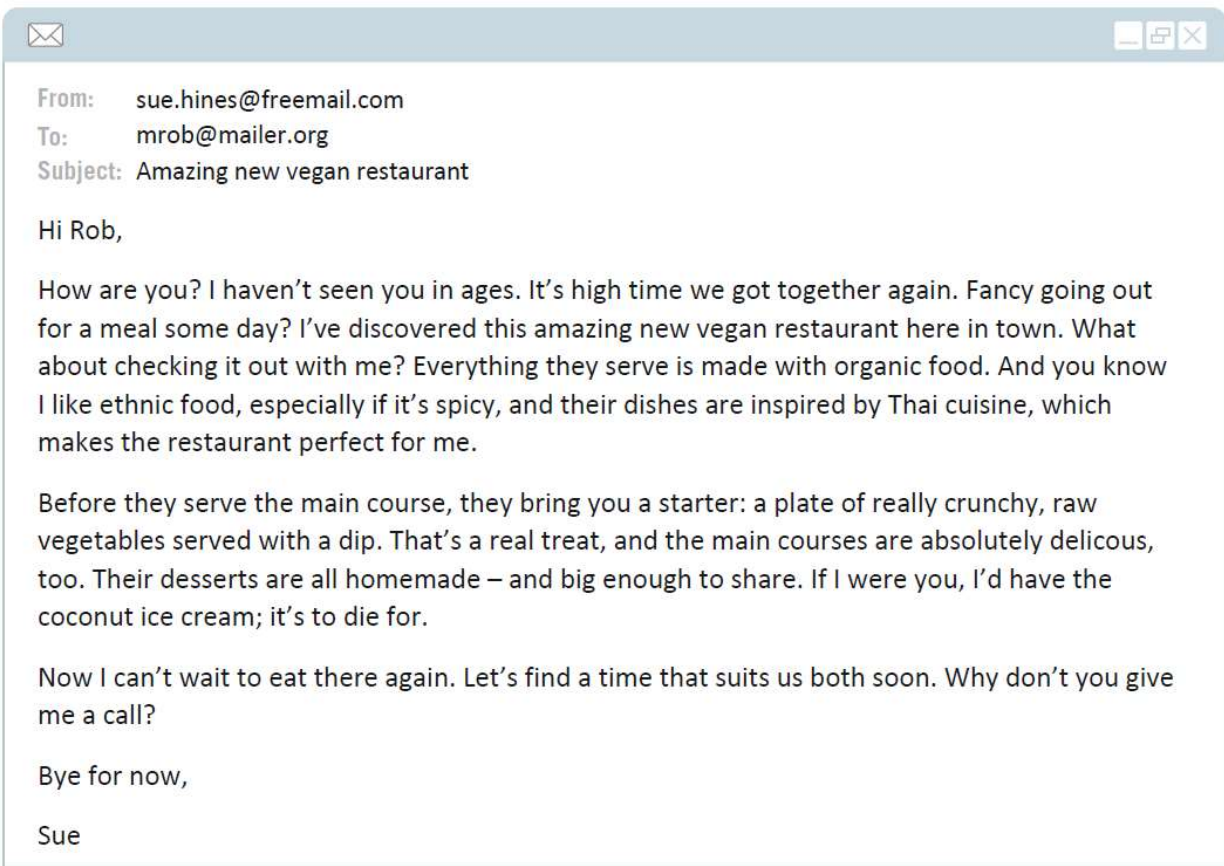 From: sue.hines@freemail.com
To: mrob@mailer.org
Subject: Amazing new vegan restaurant
Hi Rob,
How are you? I haven’t seen you in ages. It’s high time we got together again. Fancy going out
for a meal some day? I’ve discovered this amazing new vegan restaurant here in town. What
about checking it out with me? Everything they serve is made with organic food. And you know
I like ethnic food, especially if it’s spicy, and their dishes are inspired by Thai cuisine, which
makes the restaurant perfect for me.
Before they serve the main course, they bring you a starter: a plate of really crunchy, raw
vegetables served with a dip. That’s a real treat, and the main courses are absolutely delicous,
too. Their desserts are all homemade – and big enough to share. If I were you, I’d have the
coconut ice cream; it’s to die for.
Now I can’t wait to eat there again. Let’s find a time that suits us both soon. Why don’t you give
me a call?
Bye for now,
Sue